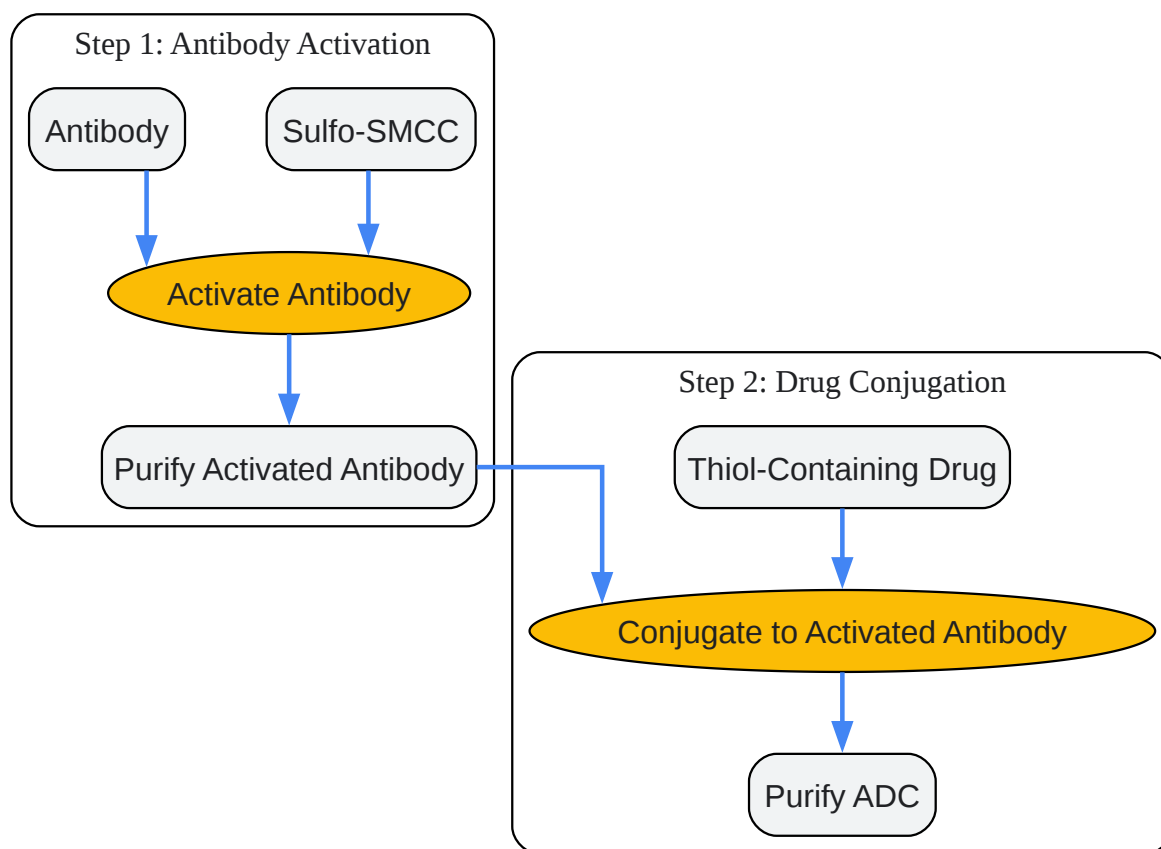 Step 1: Antibody Activation
Antibody
Sulfo-SMCC
Activate Antibody
Purify Activated Antibody
Step 2: Drug Conjugation
Thiol-Containing Drug
Conjugate to Activated Antibody
Purify ADC